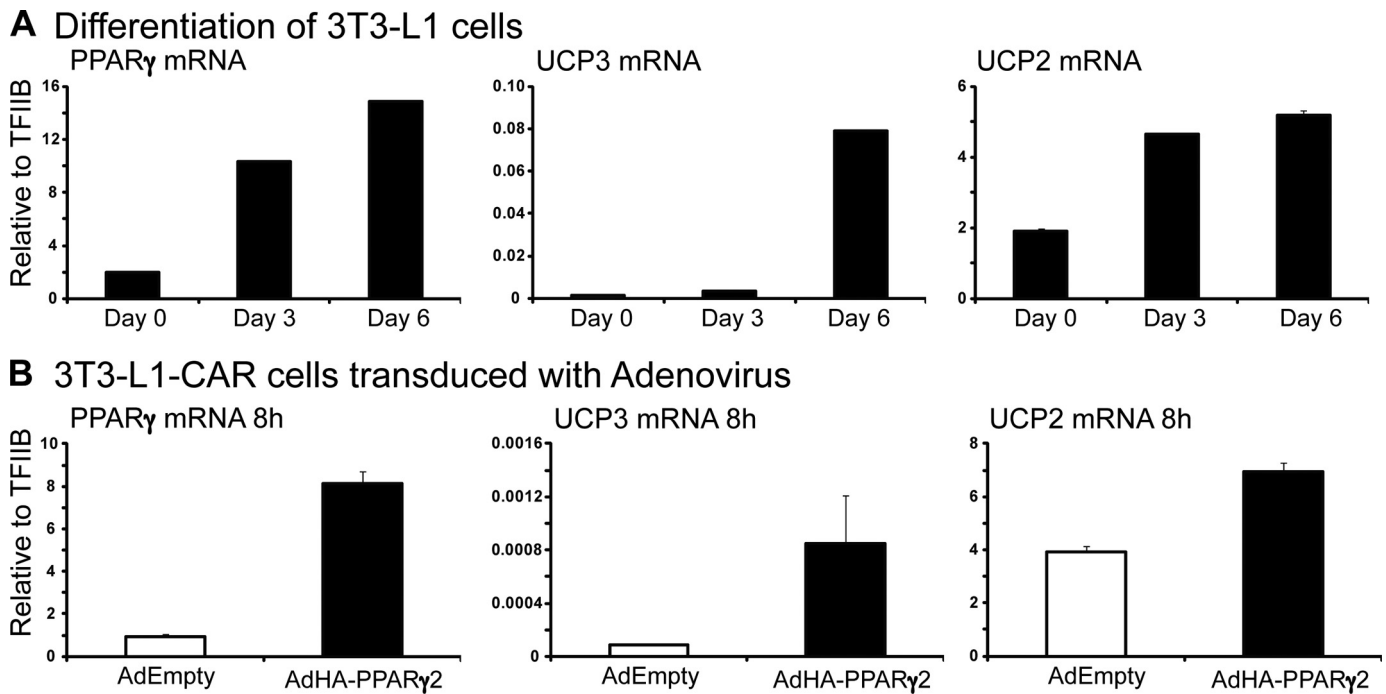 A Differentiation of 3T3-L1 cells
PPARγ mRNA
UCP3 mRNA
UCP2 mRNA
Relative to TFIIB
16
12
8
4
0
Day 0 Day 3 Day 6
0.10
0.08
0.06
0.04
0.02
0
Day 0 Day 3 Day 6
6
4
2
0
Day 0 Day 3 Day 6
B 3T3-L1-CAR cells transduced with Adenovirus
PPARγ mRNA 8h
UCP3 mRNA 8h
UCP2 mRNA 8h
Relative to TFIIB
10
8
6
4
2
0
AdEmpty AdHA-PPARγ2
0.0016
0.0012
0.0008
0.0004
0
AdEmpty AdHA-PPARγ2
8
6
4
2
0
AdEmpty AdHA-PPARγ2